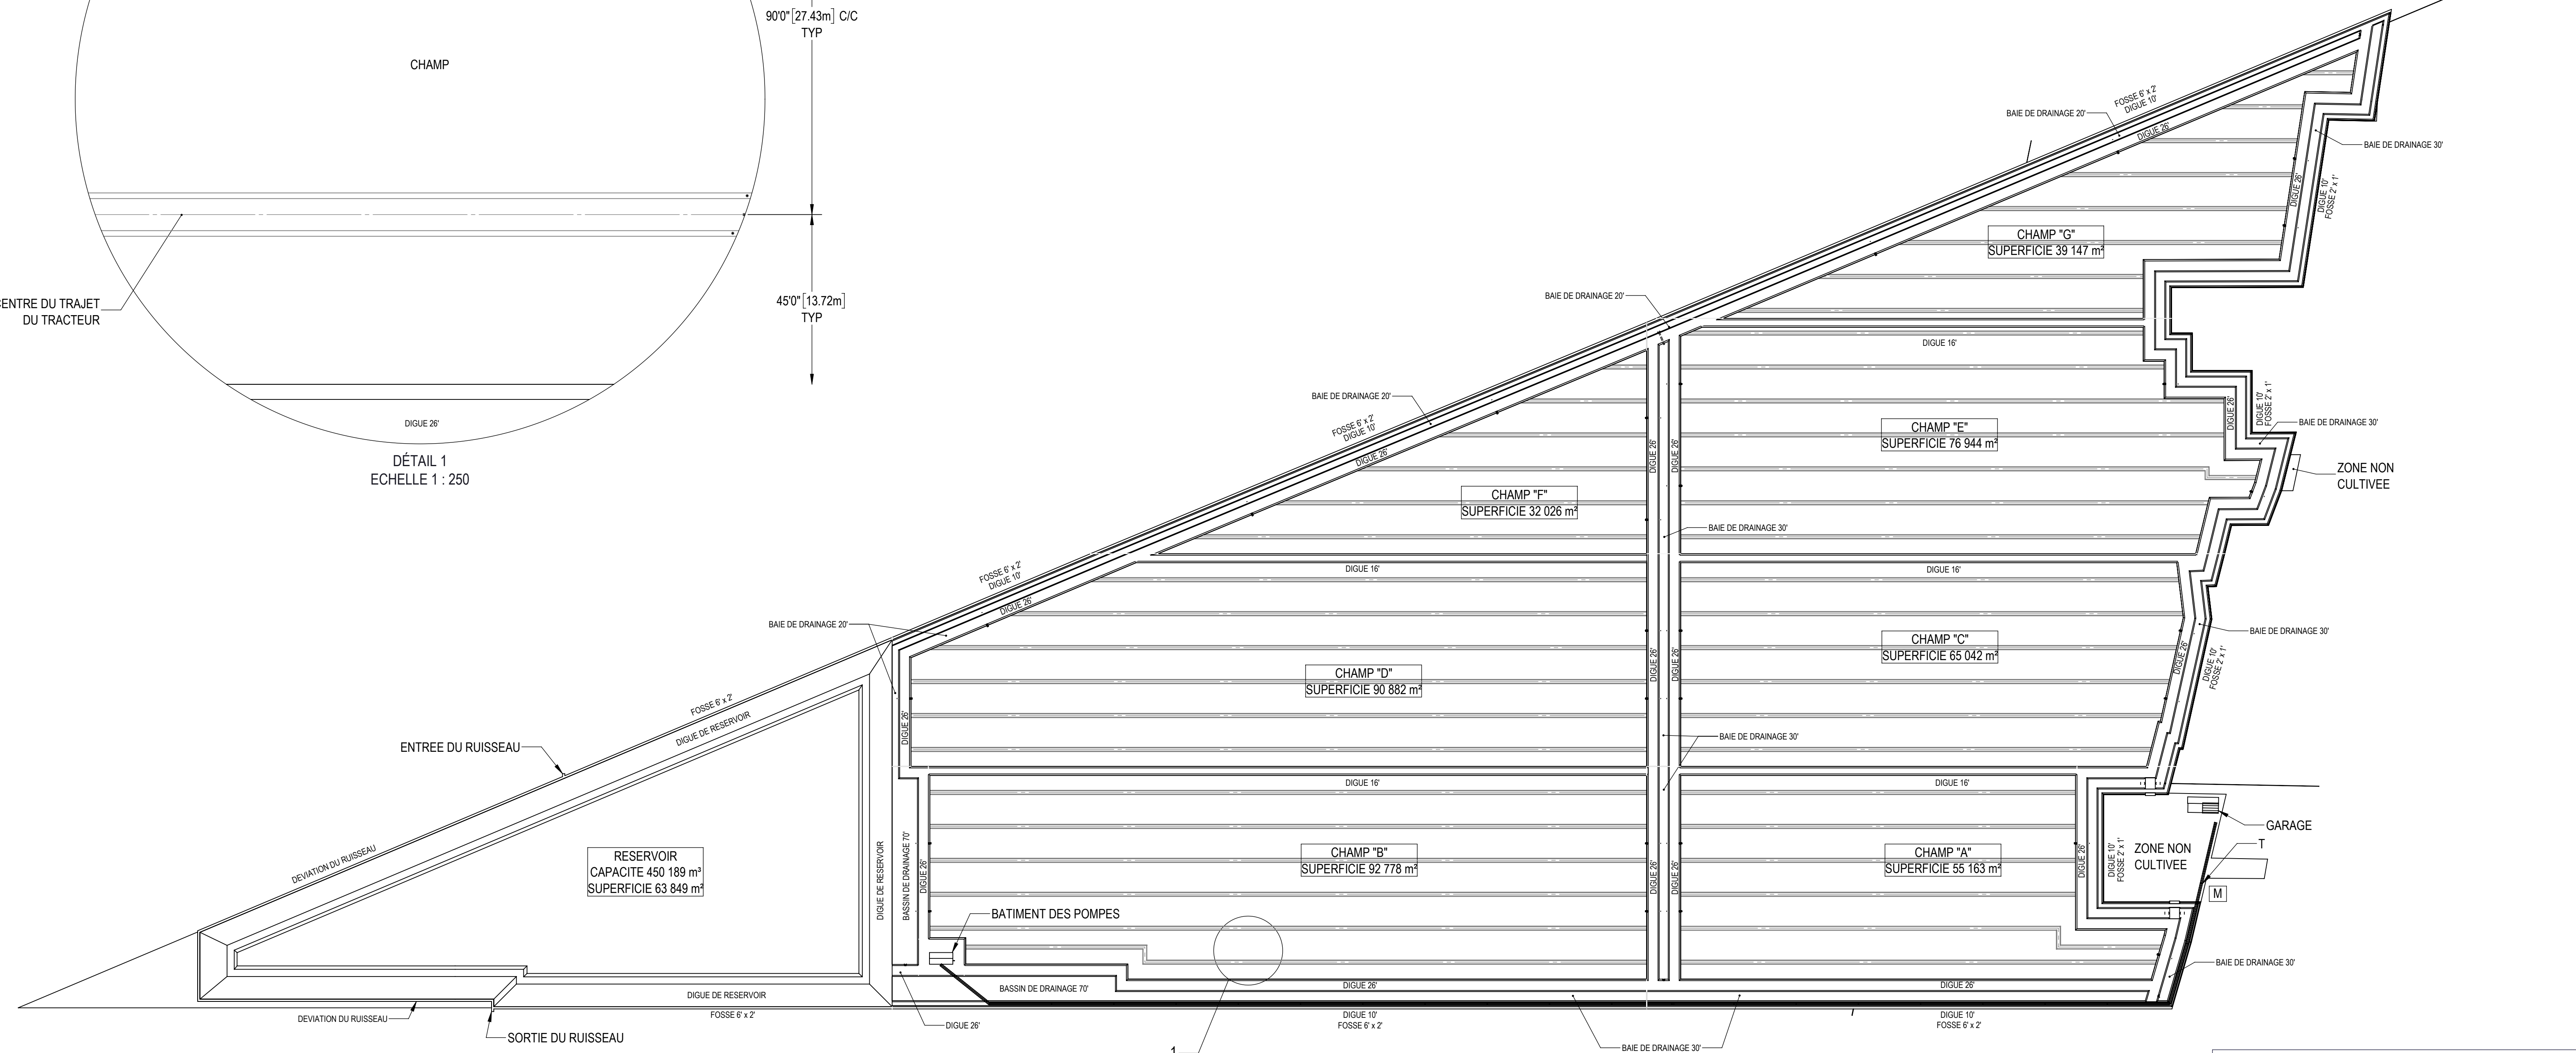 90'0" [27.43m] C/C
TYP
CHAMP
45'0" [13.72m]
TYP
CENTRE DU TRAJET
DU TRACTEUR
DIGUE 26'
DÉTAIL 1
ECHELLE 1 : 250
FOSSE 6' x 2'
DIGUE 10'
BAIE DE DRAINAGE 20'
DIGUE 26'
BAIE DE DRAINAGE 30'
DIGUE 26'
DIGUE 10'
FOSSE 2' x 1'
CHAMP "G"
SUPERFICIE 39 147 m²
BAIE DE DRAINAGE 20'
DIGUE 16'
BAIE DE DRAINAGE 20'
FOSSE 6' x 2'
DIGUE 10'
DIGUE 26'
DIGUE 26'
DIGUE 26'
CHAMP "E"
SUPERFICIE 76 944 m²
DIGUE 26'
DIGUE 10'
FOSSE 2' x 1'
BAIE DE DRAINAGE 30'
ZONE NON
CULTIVEE
CHAMP "F"
SUPERFICIE 32 026 m²
BAIE DE DRAINAGE 30'
FOSSE 6' x 2'
DIGUE 10'
DIGUE 26'
DIGUE 16'
DIGUE 16'
BAIE DE DRAINAGE 20'
CHAMP "D"
SUPERFICIE 90 882 m²
DIGUE 26'
DIGUE 26'
CHAMP "C"
SUPERFICIE 65 042 m²
DIGUE 26'
DIGUE 10'
FOSSE 2' x 1'
BAIE DE DRAINAGE 30'
FOSSE 6' x 2'
DIGUE DE RESERVOIR
ENTREE DU RUISSEAU
DIGUE 26'
BAIE DE DRAINAGE 30'
DIGUE 16'
DIGUE 16'
DEVIATION DU RUISSEAU
RESERVOIR
CAPACITE 450 189 m³
SUPERFICIE 63 849 m²
DIGUE DE RESERVOIR
BASSIN DE DRAINAGE 70'
DIGUE 26'
CHAMP "B"
SUPERFICIE 92 778 m²
DIGUE 26'
DIGUE 26'
CHAMP "A"
SUPERFICIE 55 163 m²
DIGUE 26'
DIGUE 10'
FOSSE 2' x 1'
ZONE NON
CULTIVEE
GARAGE
T
M
BATIMENT DES POMPES
BAIE DE DRAINAGE 30'
DIGUE DE RESERVOIR
BASSIN DE DRAINAGE 70'
DIGUE 26'
DIGUE 26'
DEVIATION DU RUISSEAU
FOSSE 6' x 2'
DIGUE 26'
DIGUE 10'
FOSSE 6' x 2'
DIGUE 10'
FOSSE 6' x 2'
SORTIE DU RUISSEAU
1
BAIE DE DRAINAGE 30'